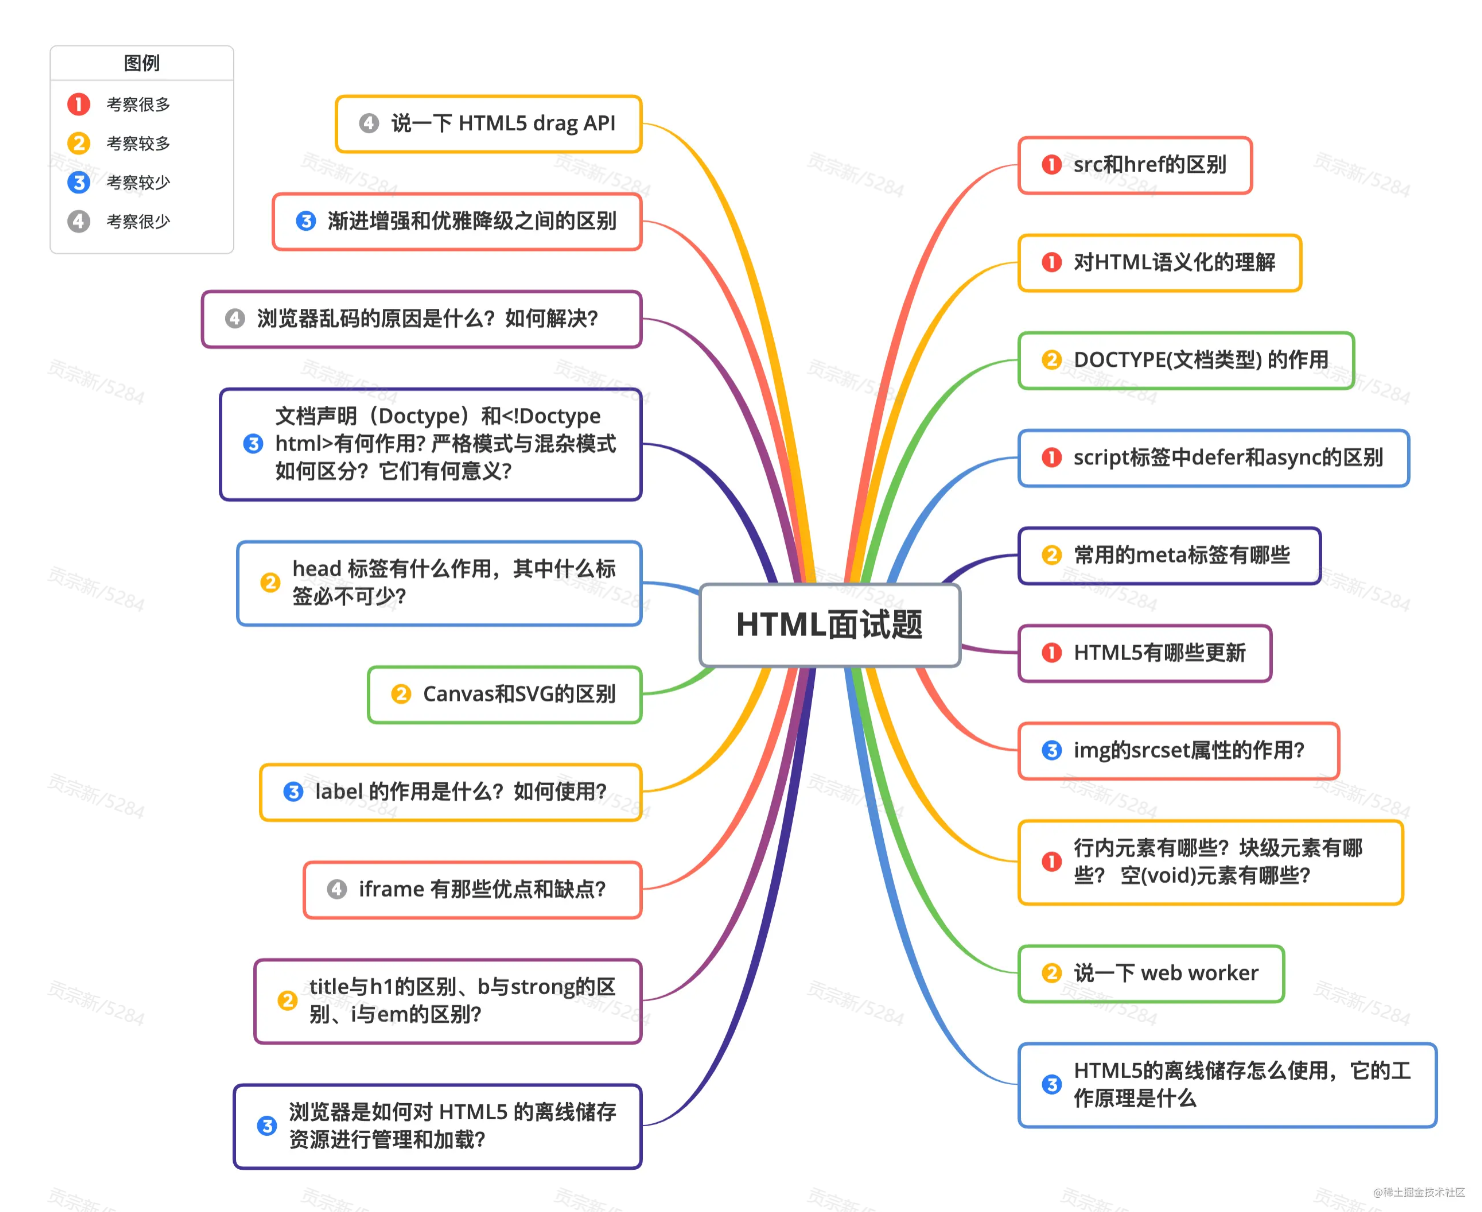 图例
1 考察很多
2 考察较多
3 考察较少
4 考察很少
4 说一下 HTML5 drag API
3 渐进增强和优雅降级之间的区别
4 浏览器乱码的原因是什么？如何解决？
文档声明（Doctype）和<!Doctype
3 html>有何作用? 严格模式与混杂模式
如何区分？它们有何意义?
head 标签有什么作用，其中什么标
2 签必不可少?
2 Canvas和SVG的区别
3 label 的作用是什么？如何使用?
4 iframe 有那些优点和缺点?
title与h1的区别、b与strong的区
2 别、i与em的区别?
浏览器是如何对 HTML5 的离线储存
3 资源进行管理和加载?
HTML面试题
1 src和href的区别
1 对HTML语义化的理解
2 DOCTYPE(文档类型) 的作用
1 script标签中defer和async的区别
2 常用的meta标签有哪些
1 HTML5有哪些更新
3 img的srcset属性的作用?
行内元素有哪些？块级元素有哪
1 些？ 空(void)元素有哪些?
2 说一下 web worker
HTML5的离线储存怎么使用，它的工
3 作原理是什么
贡宗新/5284
@稀土掘金技术社区